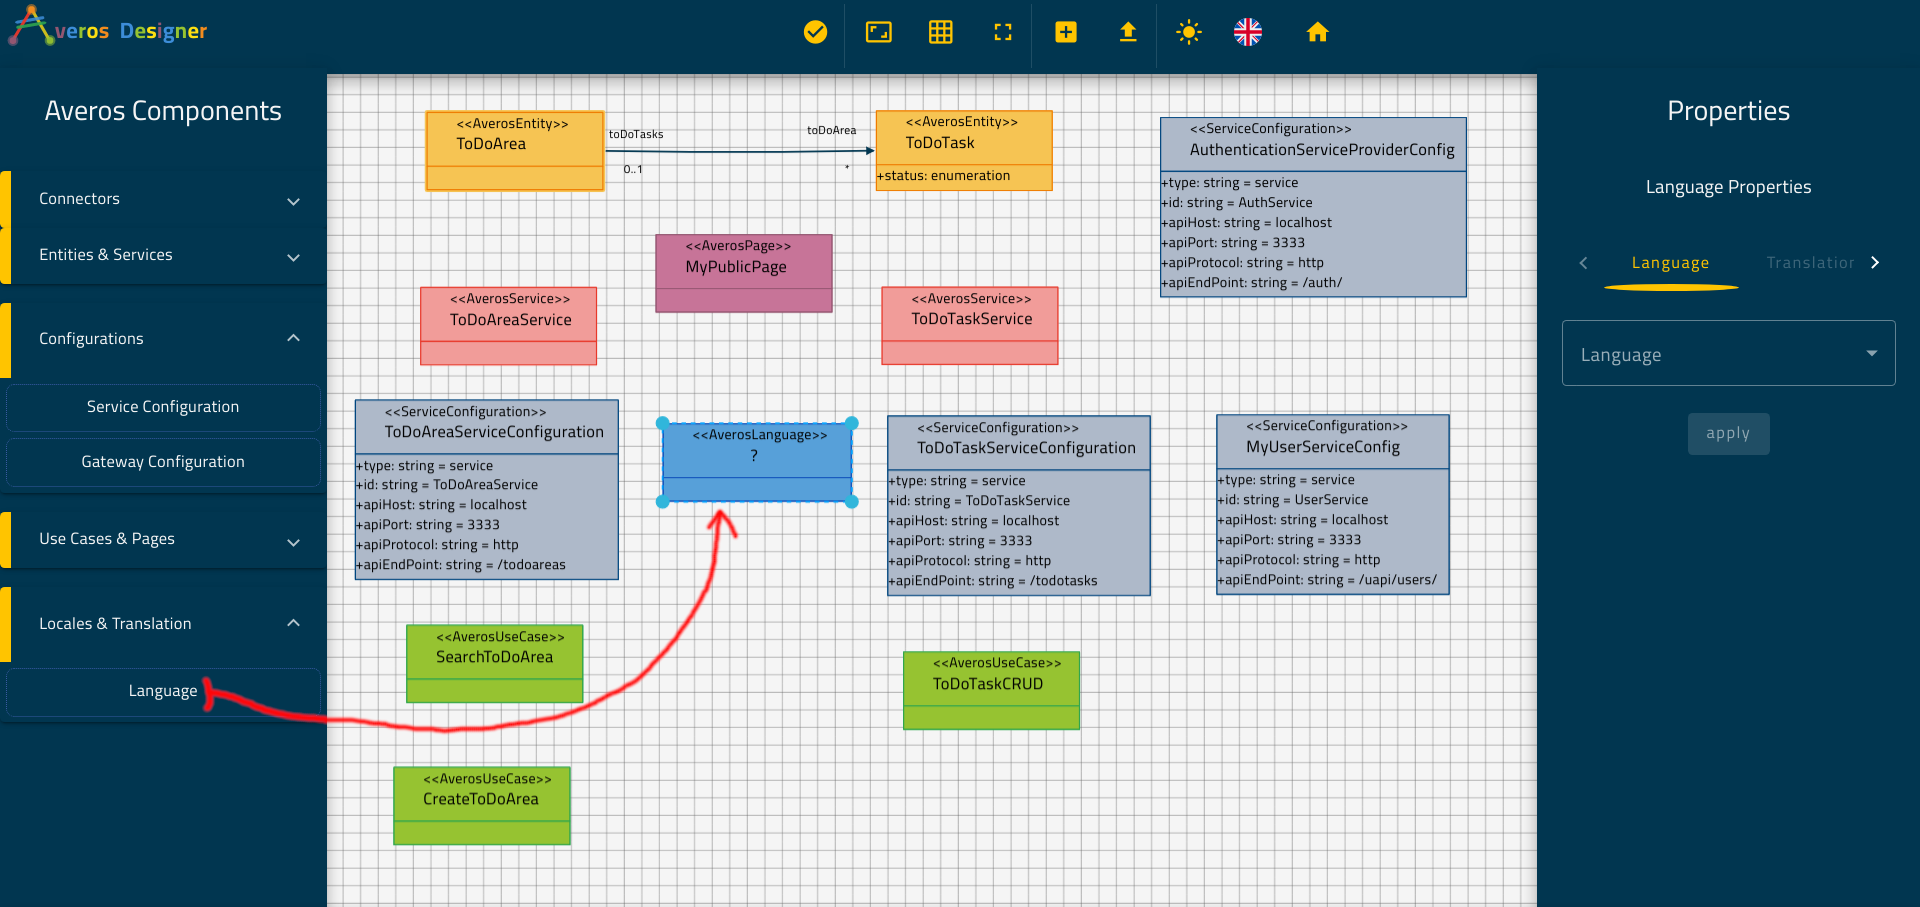 Averos Designer
Averos Components
Connectors
Entities & Services
Configurations
Service Configuration
Gateway Configuration
Use Cases & Pages
Locales & Translation
Language
<<AverosEntity>>
ToDoArea
toDoTasks
0..1
toDoArea
*
<<AverosEntity>>
ToDoTask
+status: enumeration
<<ServiceConfiguration>>
AuthenticationServiceProviderConfig
+type: string = service
+id: string = AuthService
+apiHost: string = localhost
+apiPort: string = 3333
+apiProtocol: string = http
+apiEndPoint: string = /auth/
<<AverosPage>>
MyPublicPage
<<AverosService>>
ToDoAreaService
<<AverosService>>
ToDoTaskService
<<ServiceConfiguration>>
ToDoAreaServiceConfiguration
+type: string = service
+id: string = ToDoAreaService
+apiHost: string = localhost
+apiPort: string = 3333
+apiProtocol: string = http
+apiEndPoint: string = /todoareas
<<AverosLanguage>>
?
<<ServiceConfiguration>>
ToDoTaskServiceConfiguration
+type: string = service
+id: string = ToDoTaskService
+apiHost: string = localhost
+apiPort: string = 3333
+apiProtocol: string = http
+apiEndPoint: string = /todotasks
<<ServiceConfiguration>>
MyUserServiceConfig
+type: string = service
+id: string = UserService
+apiHost: string = localhost
+apiPort: string = 3333
+apiProtocol: string = http
+apiEndPoint: string = /uapi/users/
<<AverosUseCase>>
SearchToDoArea
<<AverosUseCase>>
ToDoTaskCRUD
<<AverosUseCase>>
CreateToDoArea
Properties
Language Properties
Language
Translation
Language
apply